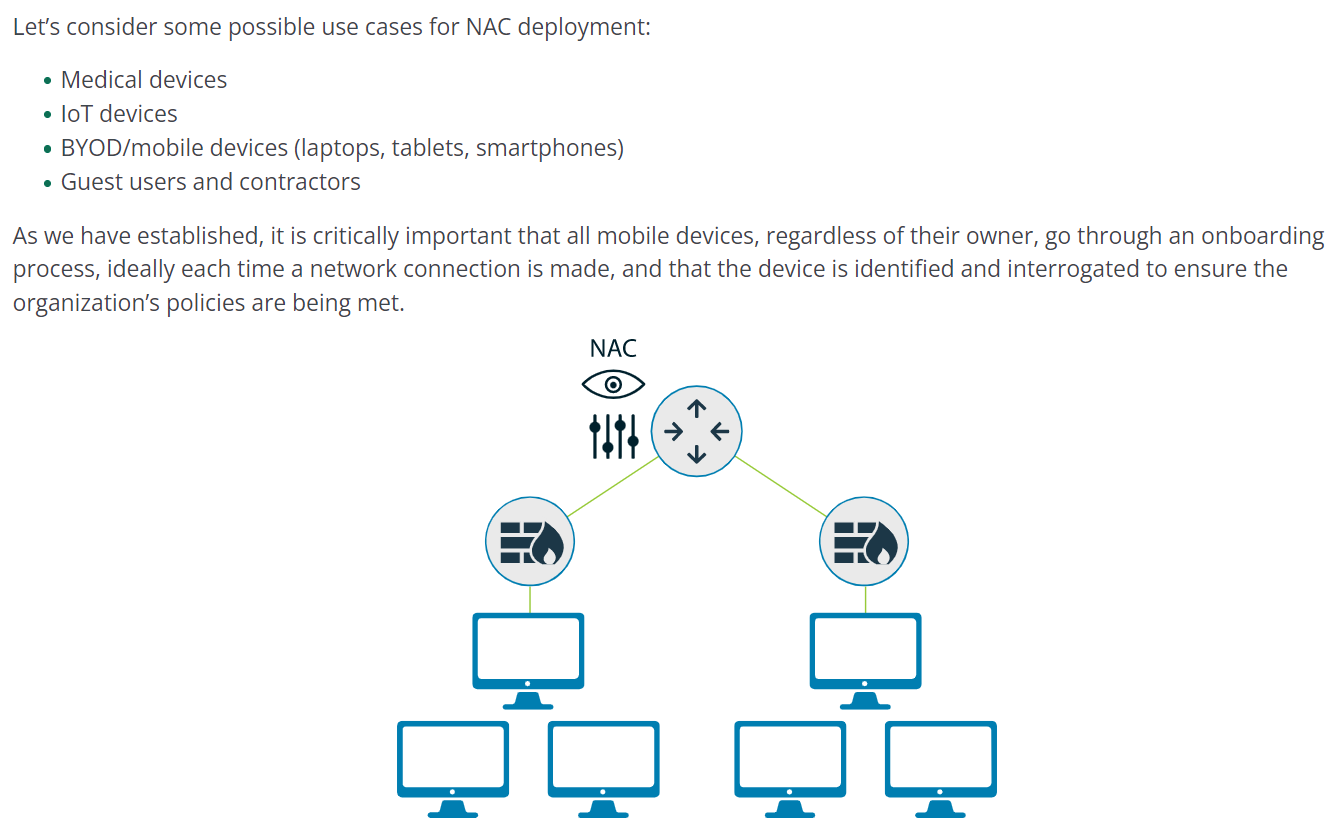 Let’s consider some possible use cases for NAC deployment:
• Medical devices
• IoT devices
• BYOD/mobile devices (laptops, tablets, smartphones)
• Guest users and contractors
As we have established, it is critically important that all mobile devices, regardless of their owner, go through an onboarding
process, ideally each time a network connection is made, and that the device is identified and interrogated to ensure the
organization’s policies are being met.
NAC